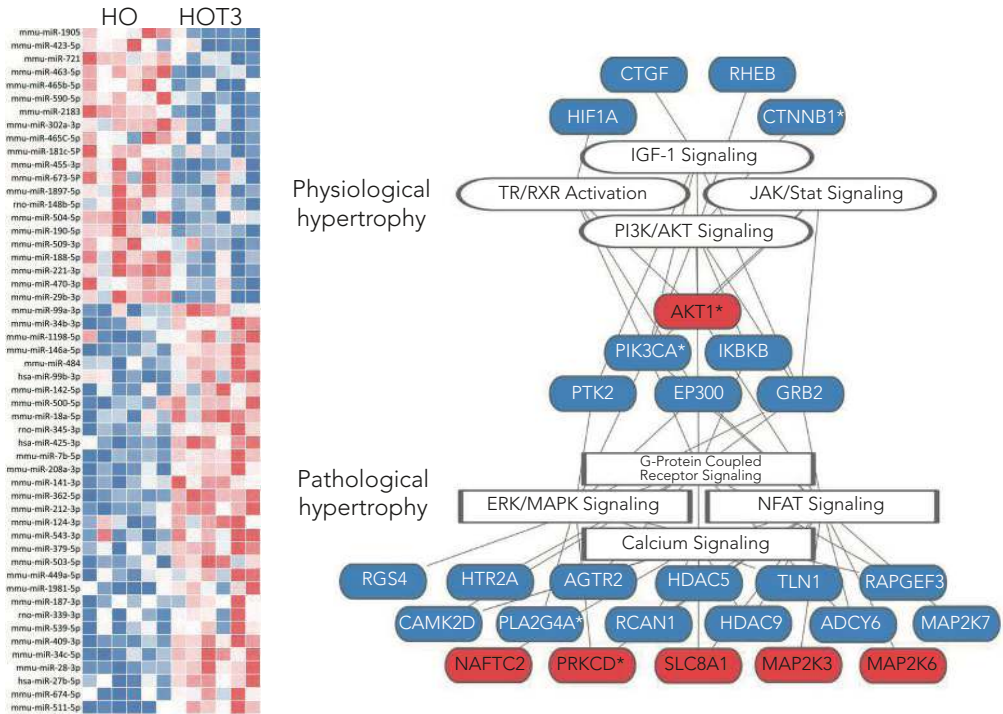 HO HOT3
mmu-miR-1905
mmu-miR-423-5p
mmu-miR-721
mmu-miR-463-5p
mmu-miR-465b-5p
mmu-miR-590-5p
mmu-miR-2183
mmu-miR-302a-3p
mmu-miR-465C-5p
mmu-miR-181c-5P
mmu-miR-455-3p
mmu-miR-673-5P
mmu-miR-1897-5p
rno-miR-148b-5p
mmu-miR-504-5p
mmu-miR-190-5p
mmu-miR-509-3p
mmu-miR-188-5p
mmu-miR-221-3p
mmu-miR-470-3p
mmu-miR-29b-3p
mmu-miR-99a-3p
mmu-miR-34b-3p
mmu-miR-1198-5p
mmu-miR-146a-5p
mmu-miR-484
hsa-miR-99b-3p
mmu-miR-142-5p
mmu-miR-500-5p
mmu-miR-18a-5p
rno-miR-345-3p
hsa-miR-425-3p
mmu-miR-7b-5p
mmu-miR-208a-3p
mmu-miR-141-3p
mmu-miR-362-5p
mmu-miR-212-3p
mmu-miR-124-3p
mmu-miR-543-3p
mmu-miR-379-5p
mmu-miR-503-5p
mmu-miR-449a-5p
mmu-miR-1981-5p
mmu-miR-187-3p
rno-miR-339-3p
mmu-miR-539-5p
mmu-miR-409-3p
mmu-miR-34c-5p
mmu-miR-28-3p
hsa-miR-27b-5p
mmu-miR-674-5p
mmu-miR-511-5p
CTGF RHEB
HIF1A CTNNB1*
IGF-1 Signaling
Physiological
hypertrophy
TR/RXR Activation JAK/Stat Signaling
PI3K/AKT Signaling
AKT1*
PIK3CA* IKBKB
PTK2 EP300 GRB2
G-Protein Coupled
Receptor Signaling
Pathological
hypertrophy
ERK/MAPK Signaling NFAT Signaling
Calcium Signaling
RGS4 HTR2A AGTR2 HDAC5 TLN1 RAPGEF3
CAMK2D PLA2G4A* RCAN1 HDAC9 ADCY6 MAP2K7
NAFTC2 PRKCD* SLC8A1 MAP2K3 MAP2K6